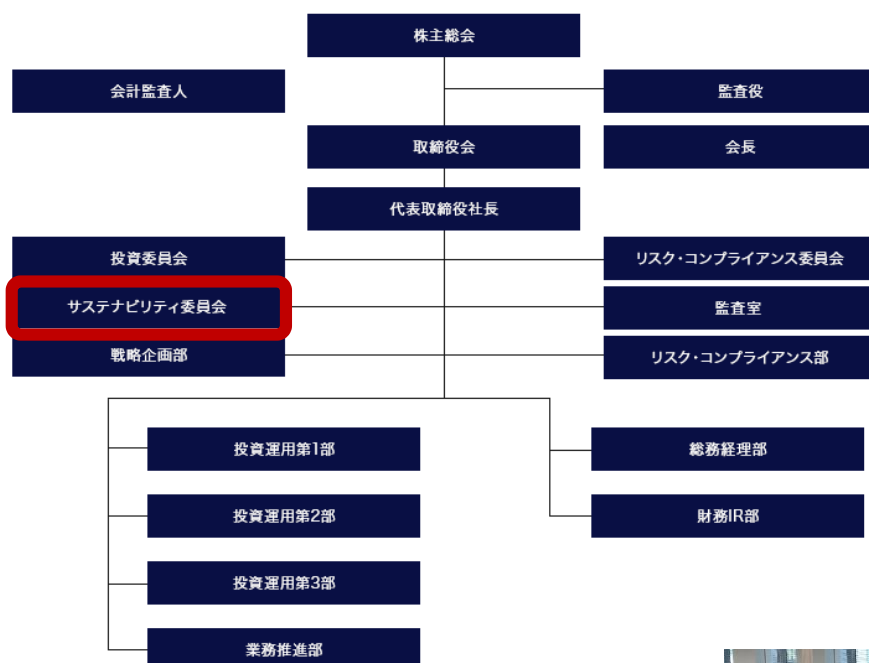 株主総会
会計監査人
監査役
取締役会
会長
代表取締役社長
投資委員会
リスク・コンプライアンス委員会
サステナビリティ委員会
監査室
戦略企画部
リスク・コンプライアンス部
投資運用第1部
総務経理部
投資運用第2部
財務IR部
投資運用第3部
業務推進部